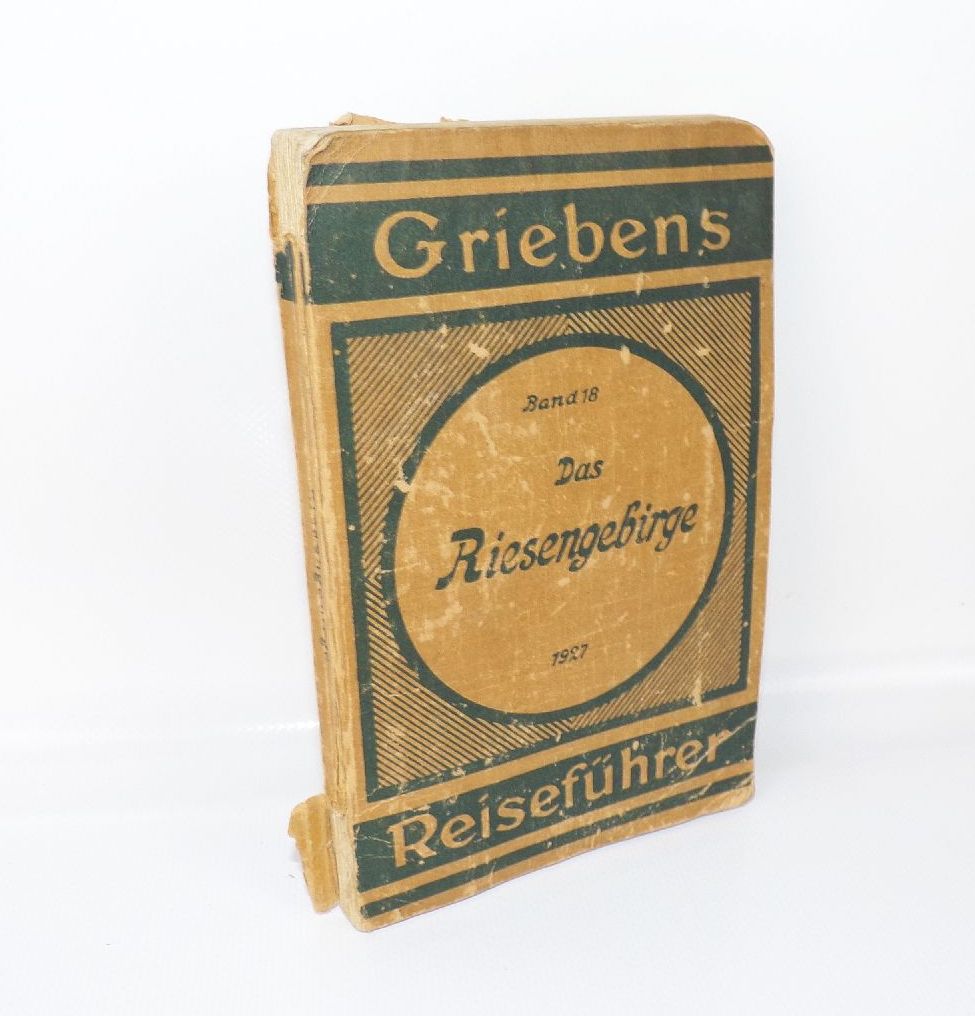 Griebens
Band 18
Das
Riesengebirge
1927
Reiseführer